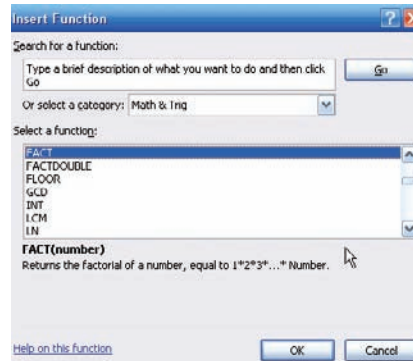 Insert Function
Search for a function:
Type a brief description of what you want to do and then click
Go
Go
Or select a category: Math & Trig
Select a function:
FACT
FACTDOUBLE
FLOOR
GCD
INT
LCM
LN
FACT(number)
Returns the factorial of a number, equal to 1*2*3*...* Number.
Help on this function
OK
Cancel